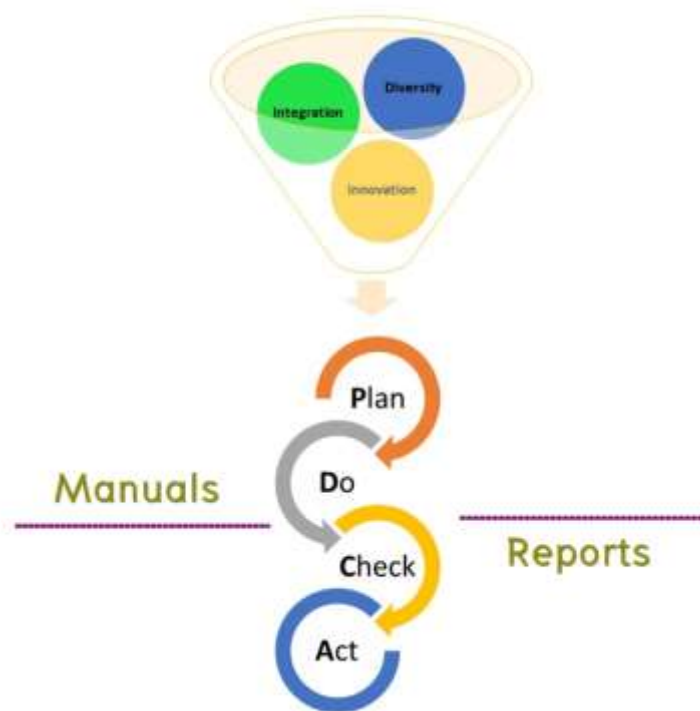 Diversity
Integration
Innovation
Plan
Do
Manuals
Reports
Check
Act